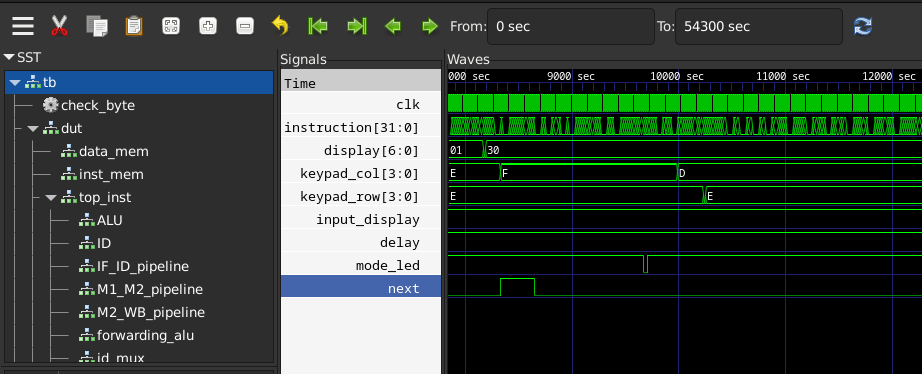 From: 0 sec To: 54300 sec
SST
tb
check_byte
dut
data_mem
inst_mem
top_inst
ALU
ID
IF_ID_pipeline
M1_M2_pipeline
M2_WB_pipeline
forwarding_alu
id_mux
Signals
Time
clk
instruction[31:0]
display[6:0]
keypad_col[3:0]
keypad_row[3:0]
input_display
delay
mode_led
next
Waves
000 sec 9000 sec 10000 sec 11000 sec 12000 sec
01 30
E F D
E E